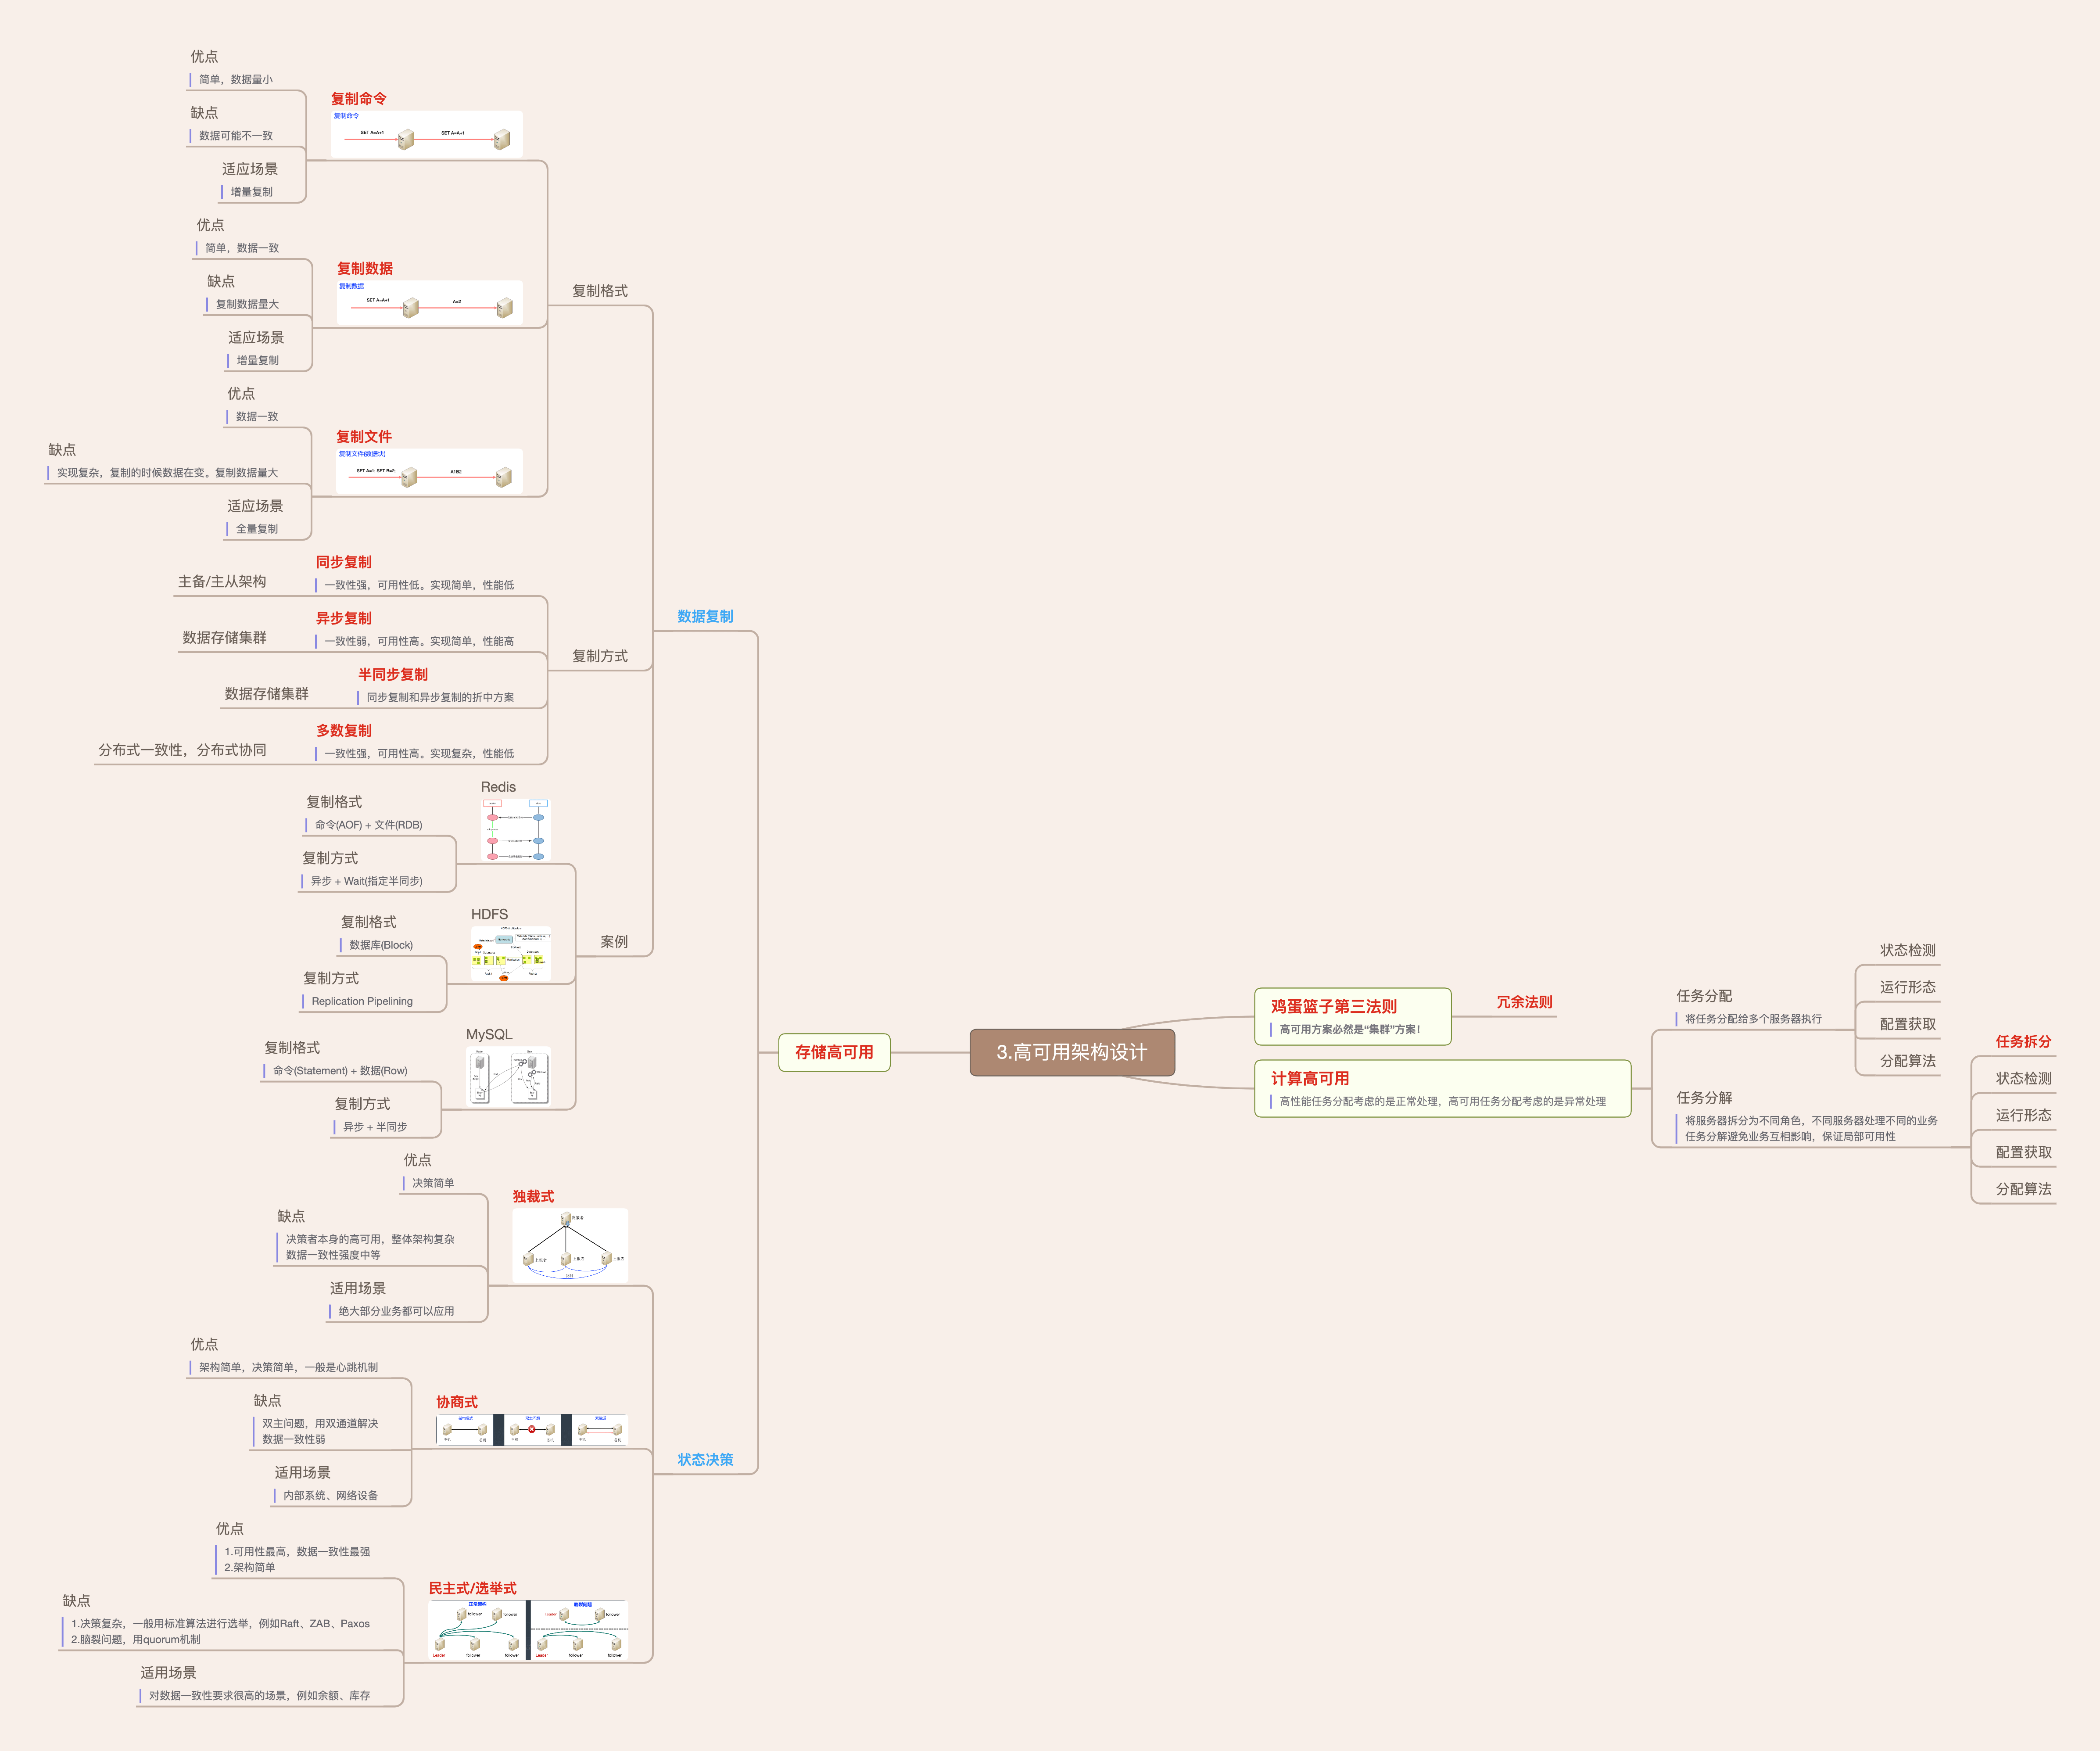 3.高可用架构设计
鸡蛋篮子第三法则
高可用方案必然是“集群”方案！
冗余法则
计算高可用
高性能任务分配考虑的是正常处理，高可用任务分配考虑的是异常处理
任务分配
将任务分配给多个服务器执行
状态检测
运行形态
配置获取
分配算法
任务分解
将服务器拆分为不同角色，不同服务器处理不同的业务
任务分解避免业务互相影响，保证局部可用性
任务拆分
状态检测
运行形态
配置获取
分配算法
存储高可用
数据复制
复制格式
复制命令
复制命令
SET A=A+1
SET A=A+1
优点
简单，数据量小
缺点
数据可能不一致
适应场景
增量复制
复制数据
复制数据
SET A=A+1
A=2
优点
简单，数据一致
缺点
复制数据量大
适应场景
增量复制
复制文件
复制文件(数据块)
SET A=1; SET B=2;
A1B2
优点
数据一致
缺点
实现复杂，复制的时候数据在变。复制数据量大
适应场景
全量复制
复制方式
同步复制
一致性强，可用性低。实现简单，性能低
主备/主从架构
异步复制
一致性弱，可用性高。实现简单，性能高
数据存储集群
半同步复制
同步复制和异步复制的折中方案
数据存储集群
多数复制
一致性强，可用性高。实现复杂，性能低
分布式一致性，分布式协同
案例
Redis
复制格式
命令(AOF) + 文件(RDB)
复制方式
异步 + Wait(指定半同步)
HDFS
复制格式
数据库(Block)
复制方式
Replication Pipelining
MySQL
复制格式
命令(Statement) + 数据(Row)
复制方式
异步 + 半同步
状态决策
独裁式
优点
决策简单
缺点
决策者本身的高可用，整体架构复杂
数据一致性强度中等
适用场景
绝大部分业务都可以应用
协商式
优点
架构简单，决策简单，一般是心跳机制
缺点
双主问题，用双通道解决
数据一致性弱
适用场景
内部系统、网络设备
民主式/选举式
正常架构
follower
follower
Leader
follower
follower
脑裂问题
Leader
follower
Leader
follower
follower
优点
1.可用性最高，数据一致性最强
2.架构简单
缺点
1.决策复杂，一般用标准算法进行选举，例如Raft、ZAB、Paxos
2.脑裂问题，用quorum机制
适用场景
对数据一致性要求很高的场景，例如余额、库存